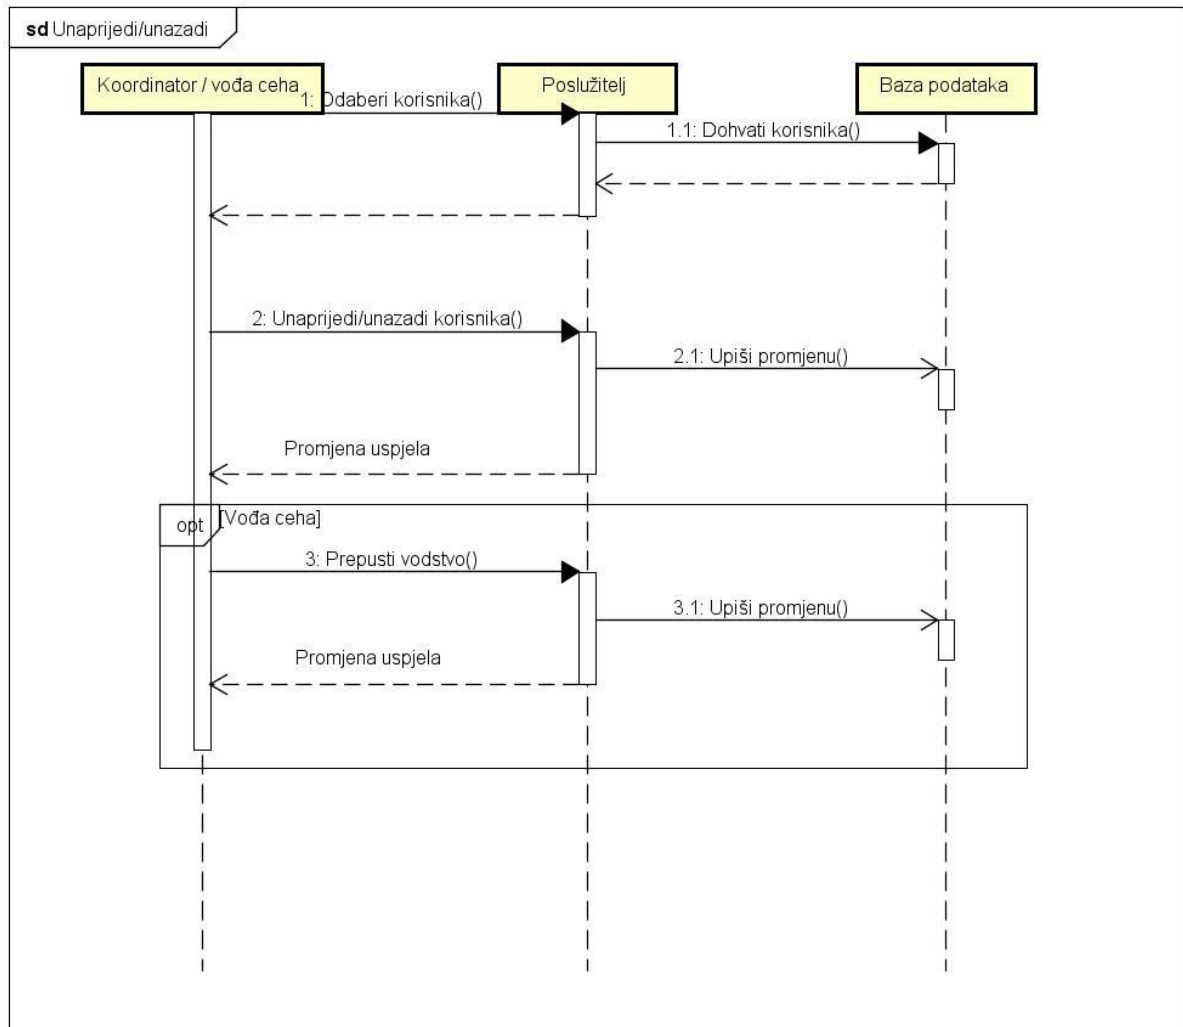 sd Unaprijedi/unazadi
Koordinator / vođa ceha
Poslužitelj
Baza podataka
1: Odaberi korisnika()
1.1: Dohvati korisnika()
2: Unaprijedi/unazadi korisnika()
2.1: Upiši promjenu()
Promjena uspjela
opt
[Vođa ceha]
3: Prepusti vodstvo()
3.1: Upiši promjenu()
Promjena uspjela